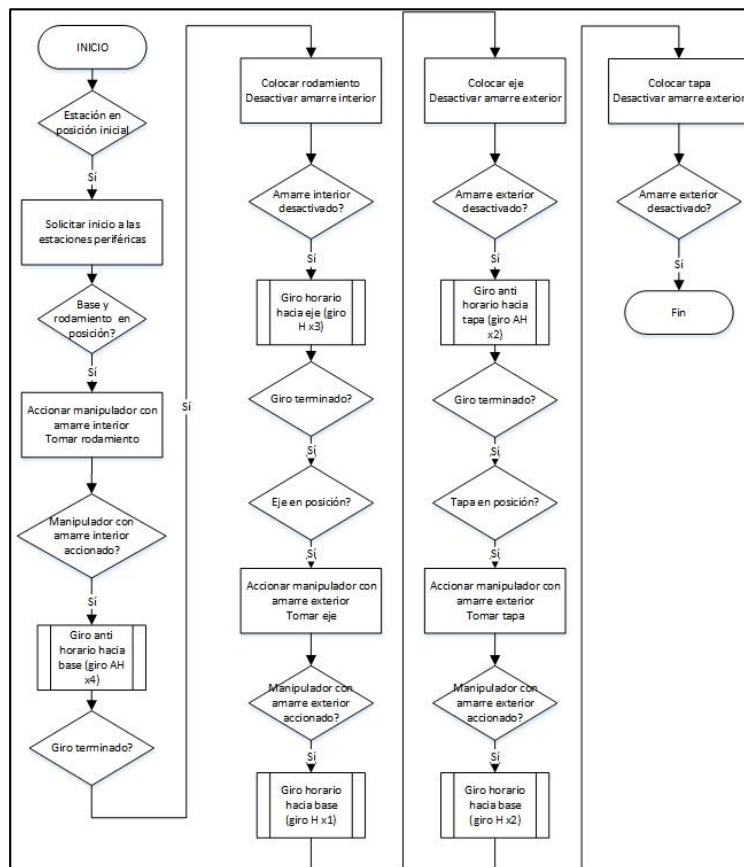 INICIO
Estación en
posición inicial
Sí
Solicitar inicio a las
estaciones periféricas
Base y
rodamiento en
posición?
Sí
Accionar manipulador con
amarre interior
Tomar rodamiento
Manipulador con
amarre interior
accionado?
Sí
Giro anti
horario hacia
base (giro AH
x4)
Giro terminado?
Sí
Colocar rodamiento
Desactivar amarre interior
Amarre interior
desactivado?
Sí
Giro horario
hacia eje (giro
H x3)
Giro terminado?
Sí
Eje en posición?
Sí
Accionar manipulador con
amarre exterior
Tomar eje
Manipulador con
amarre exterior
accionado?
Sí
Giro horario
hacia base
(giro H x1)
Colocar eje
Desactivar amarre exterior
Amarre exterior
desactivado?
Sí
Giro anti
horario hacia
tapa (giro AH
x2)
Giro terminado?
Sí
Tapa en posición?
Sí
Accionar manipulador con
amarre exterior
Tomar tapa
Manipulador con
amarre exterior
accionado?
Sí
Giro horario
hacia base
(giro H x2)
Colocar tapa
Desactivar amarre exterior
Amarre exterior
desactivado?
Sí
Fin